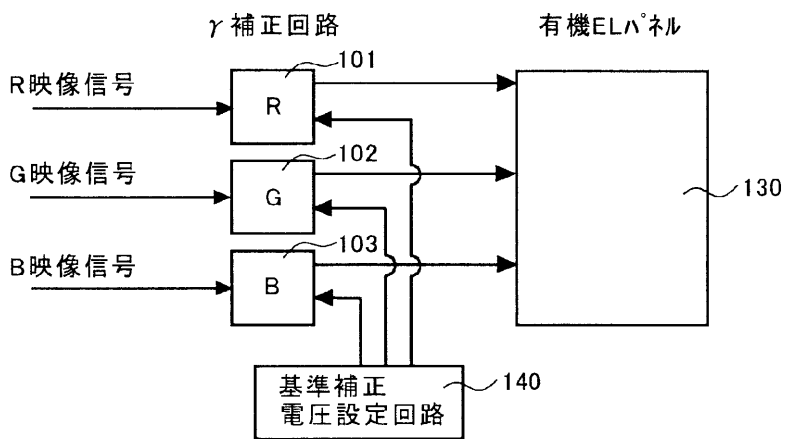 γ補正回路
有機ELパネル
R映像信号
R
101
G映像信号
G
102
B映像信号
B
103
130
基準補正
電圧設定回路
140